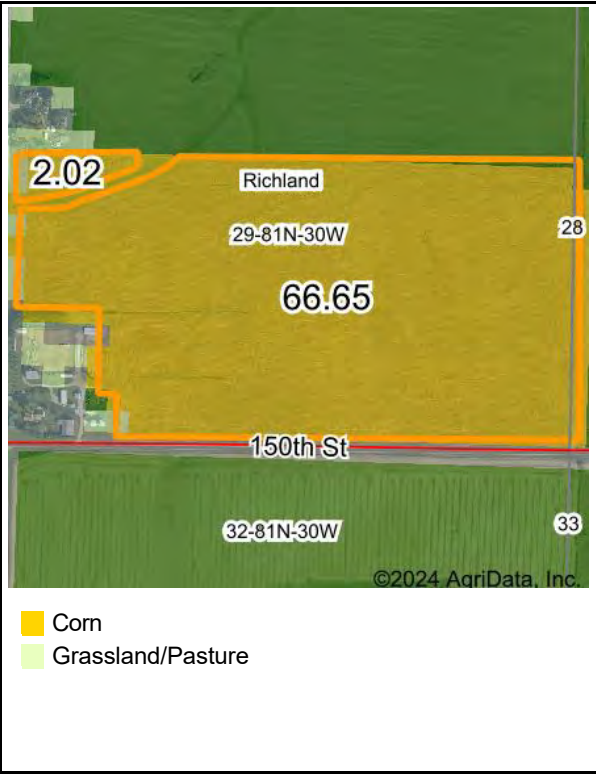 2.02
Richland
29-81N-30W
28
66.65
150th St
32-81N-30W
33
©2024 AgriData, Inc.
Corn
Grassland/Pasture